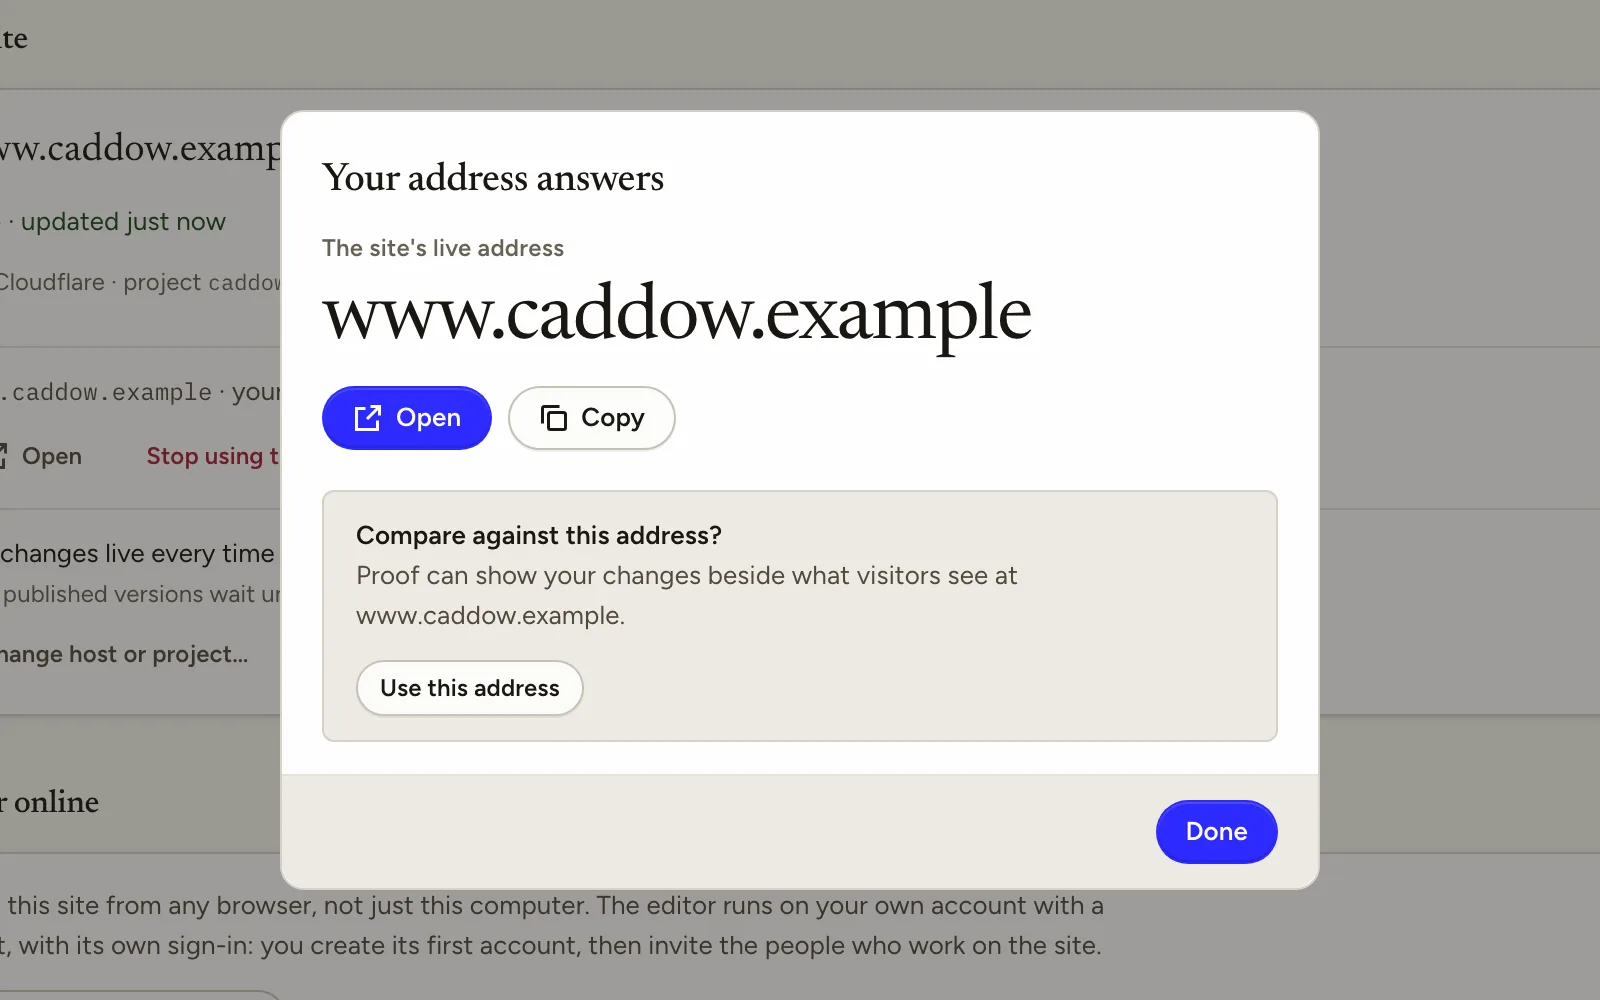 te
ww.caddow.examp
· updated just now
Cloudflare · project caddow
.caddow.example · your
Open
Stop using t
changes live every time
published versions wait un
hange host or project...
r online
Your address answers
The site's live address
www.caddow.example
Open
Copy
Compare against this address?
Proof can show your changes beside what visitors see at
www.caddow.example.
Use this address
Done
this site from any browser, not just this computer. The editor runs on your own account with a
t, with its own sign-in: you create its first account, then invite the people who work on the site.